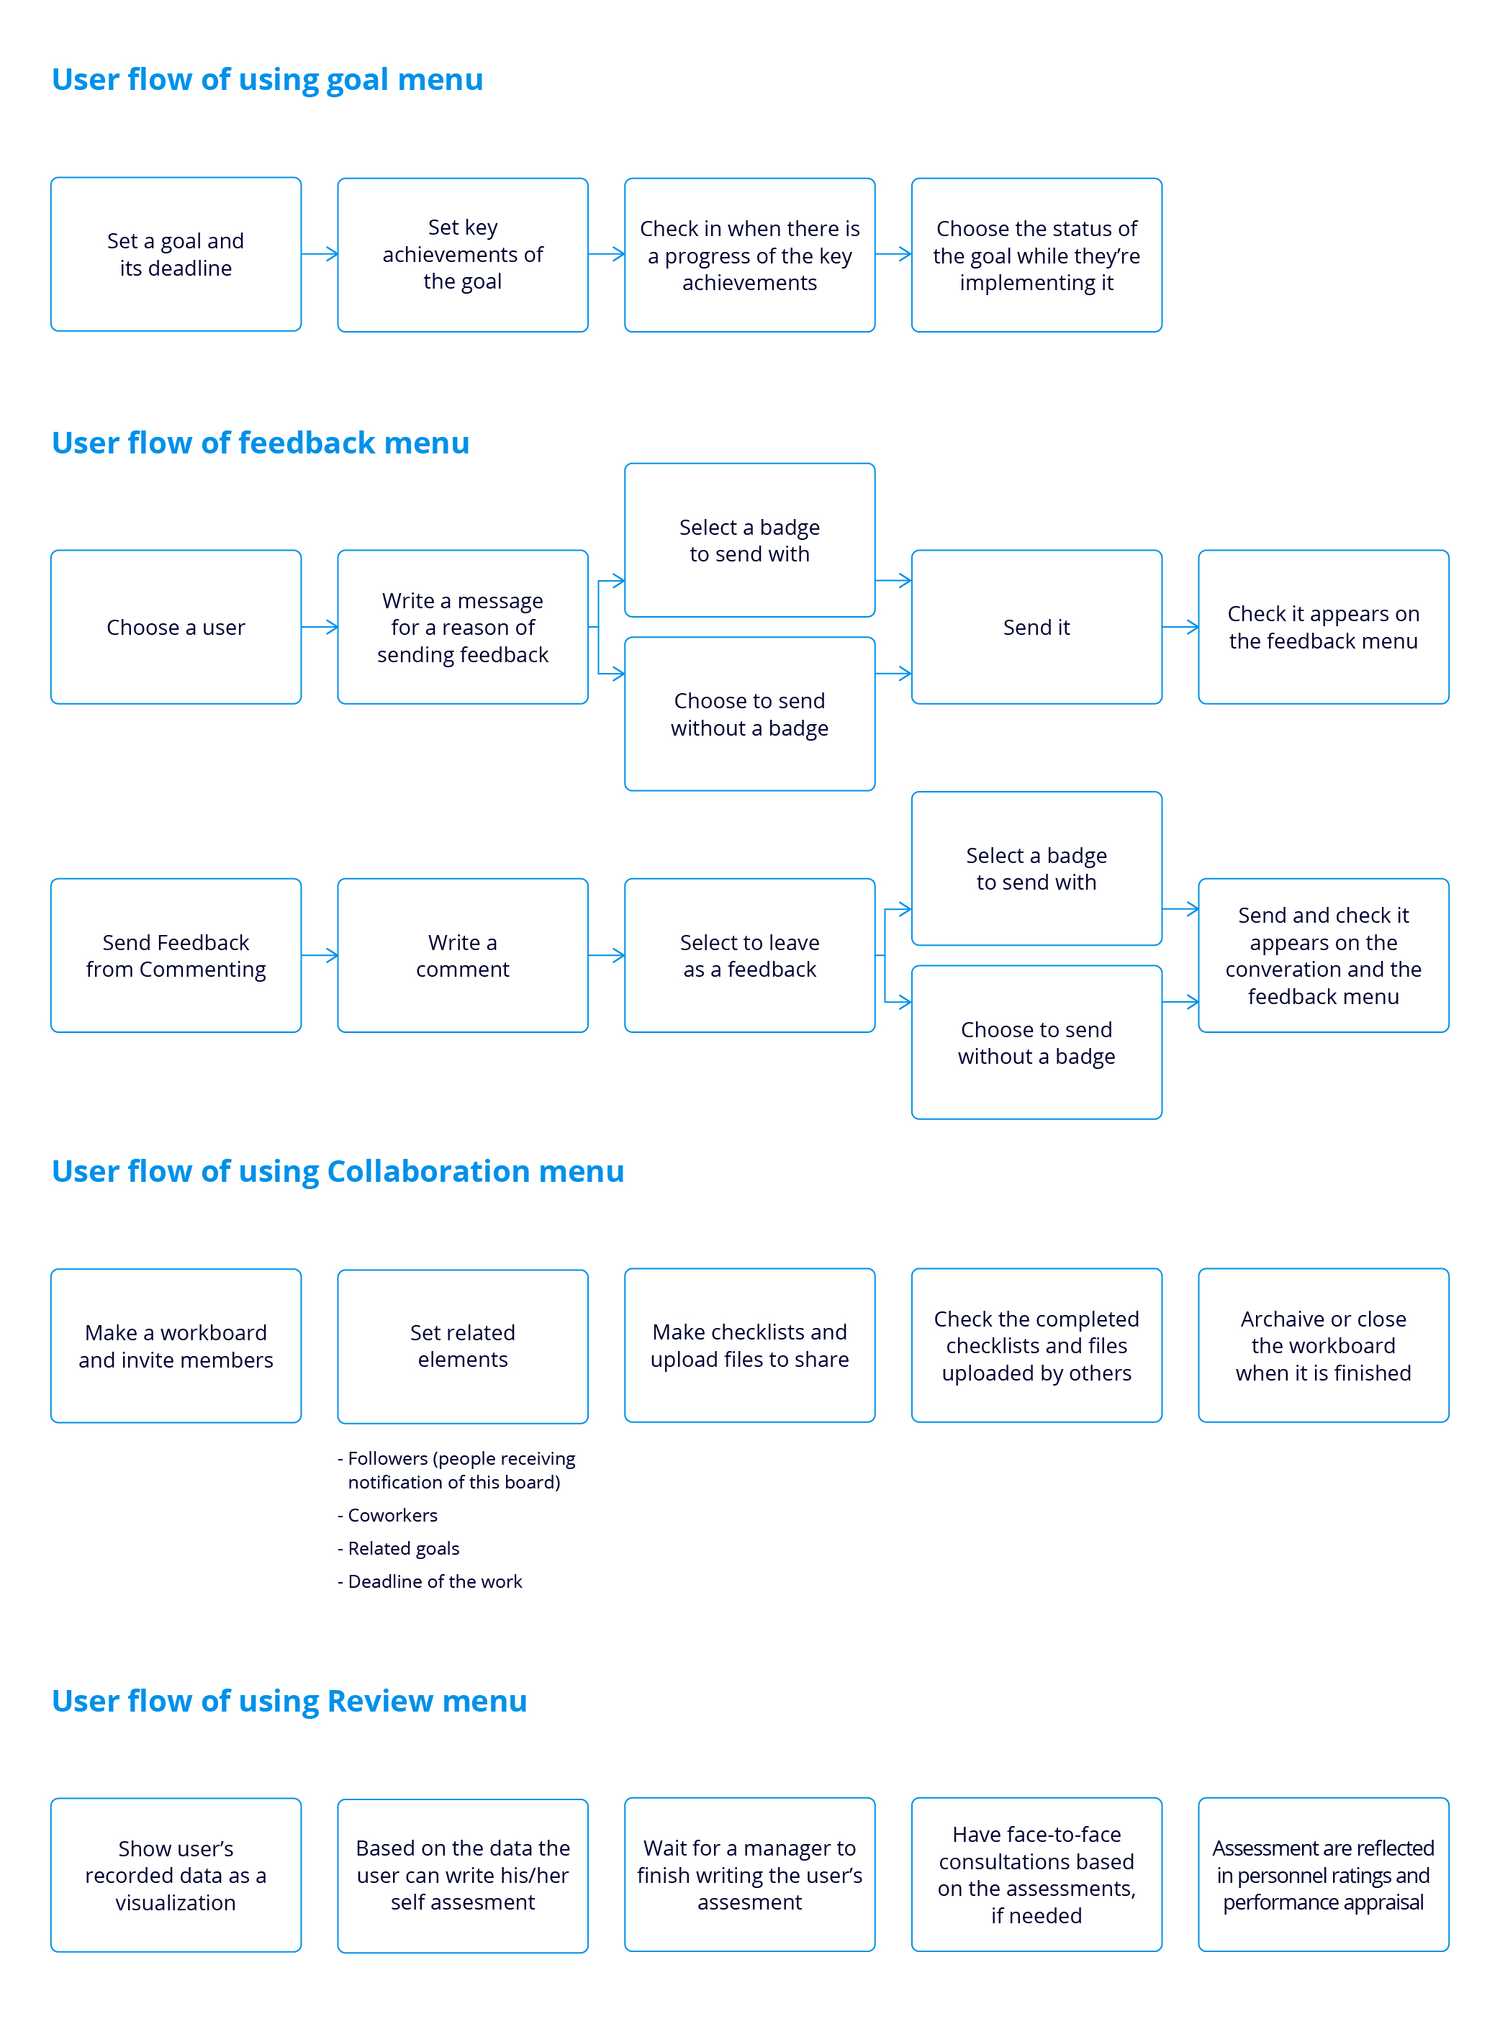 User flow of using goal menu
Set a goal and
its deadline
Set key
achievements of
the goal
Check in when there is
a progress of the key
achievements
Choose the status of
the goal while they’re
implementing it
User flow of feedback menu
Choose a user
Write a message
for a reason of
sending feedback
Select a badge
to send with
Choose to send
without a badge
Send it
Check it appears on
the feedback menu
Send Feedback
from Commenting
Write a
comment
Select to leave
as a feedback
Select a badge
to send with
Choose to send
without a badge
Send and check it
appears on the
converation and the
feedback menu
User flow of using Collaboration menu
Make a workboard
and invite members
Set related
elements
- Followers (people receiving
notification of this board)
- Coworkers
- Related goals
- Deadline of the work
Make checklists and
upload files to share
Check the completed
checklists and files
uploaded by others
Archaive or close
the workboard
when it is finished
User flow of using Review menu
Show user’s
recorded data as a
visualization
Based on the data the
user can write his/her
self assesment
Wait for a manager to
finish writing the user’s
assesment
Have face-to-face
consultations based
on the assessments,
if needed
Assessment are reflected
in personnel ratings and
performance appraisal